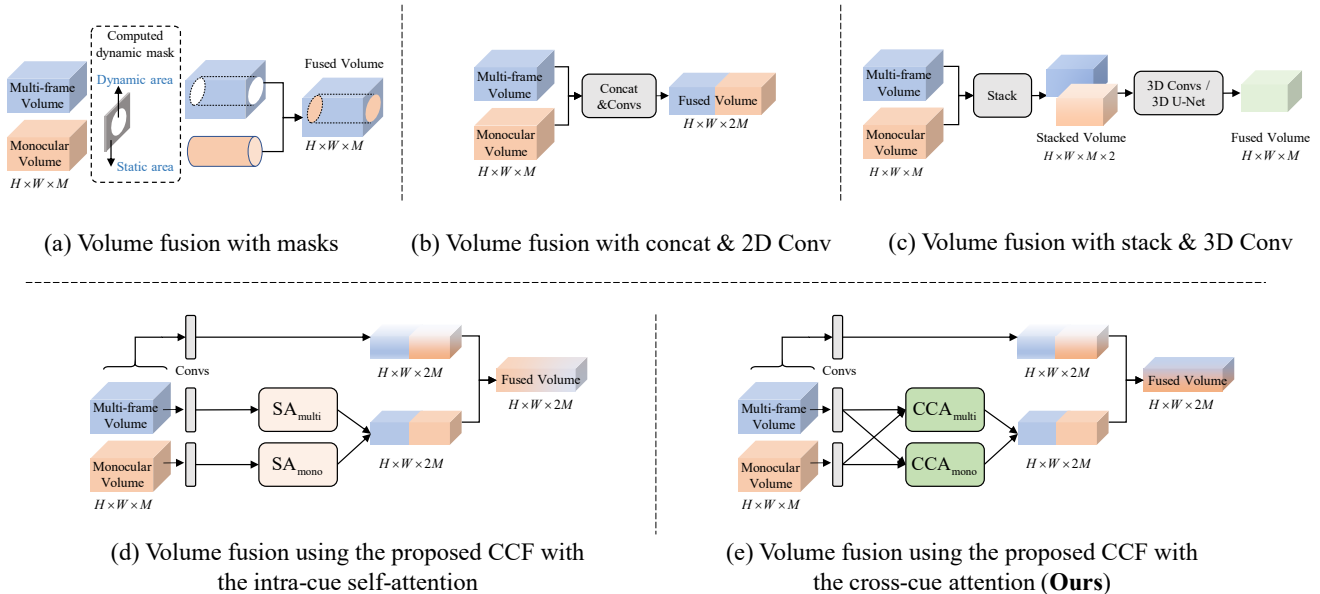 Multi-frame
Volume
Monocular
Volume
H×W×M
Computed
dynamic mask
Dynamic area
Static area
Fused Volume
H×W×M
(a) Volume fusion with masks
Multi-frame
Volume
Monocular
Volume
H×W×M
Concat
&Convs
Fused Volume
H×W×2M
(b) Volume fusion with concat & 2D Conv
Multi-frame
Volume
Monocular
Volume
H×W×M
Stack
Stacked Volume
H×W×M×2
3D Convs /
3D U-Net
Fused Volume
H×W×M
(c) Volume fusion with stack & 3D Conv
Convs
Multi-frame
Volume
Monocular
Volume
H×W×M
SAmulti
SAmono
H×W×2M
H×W×2M
Fused Volume
H×W×2M
(d) Volume fusion using the proposed CCF with
the intra-cue self-attention
Convs
Multi-frame
Volume
Monocular
Volume
H×W×M
CCAmulti
CCAmono
H×W×2M
H×W×2M
Fused Volume
H×W×2M
(e) Volume fusion using the proposed CCF with
the cross-cue attention (Ours)